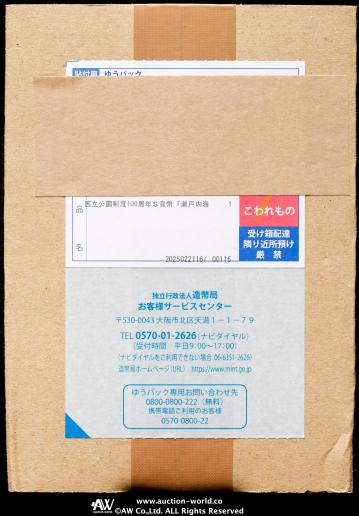 貼付用 ゆうパック
品名
国立公園制度100周年S貨幣「瀬戸内海 1
2025022116/ 00116
こわれもの
受け箱配達
隣り近所預け
厳 禁
独立行政法人 造幣局
お客様サービスセンター
〒530-0043 大阪市北区天満1-1-79
TEL 0570-01-2626(ナビダイヤル)
(受付時間 平日9:00~17:00)
(ナビダイヤルをご利用できない場合 06-6351-2626)
造幣局ホームページ(URL) https://www.mint.go.jp
ゆうパック専用お問い合わせ先
0800-0800-222(無料)
携帯電話ご利用のお客様
0570-0800-22
AW
www.auction-world.co
©AW Co.,Ltd. ALL Rights Reserved